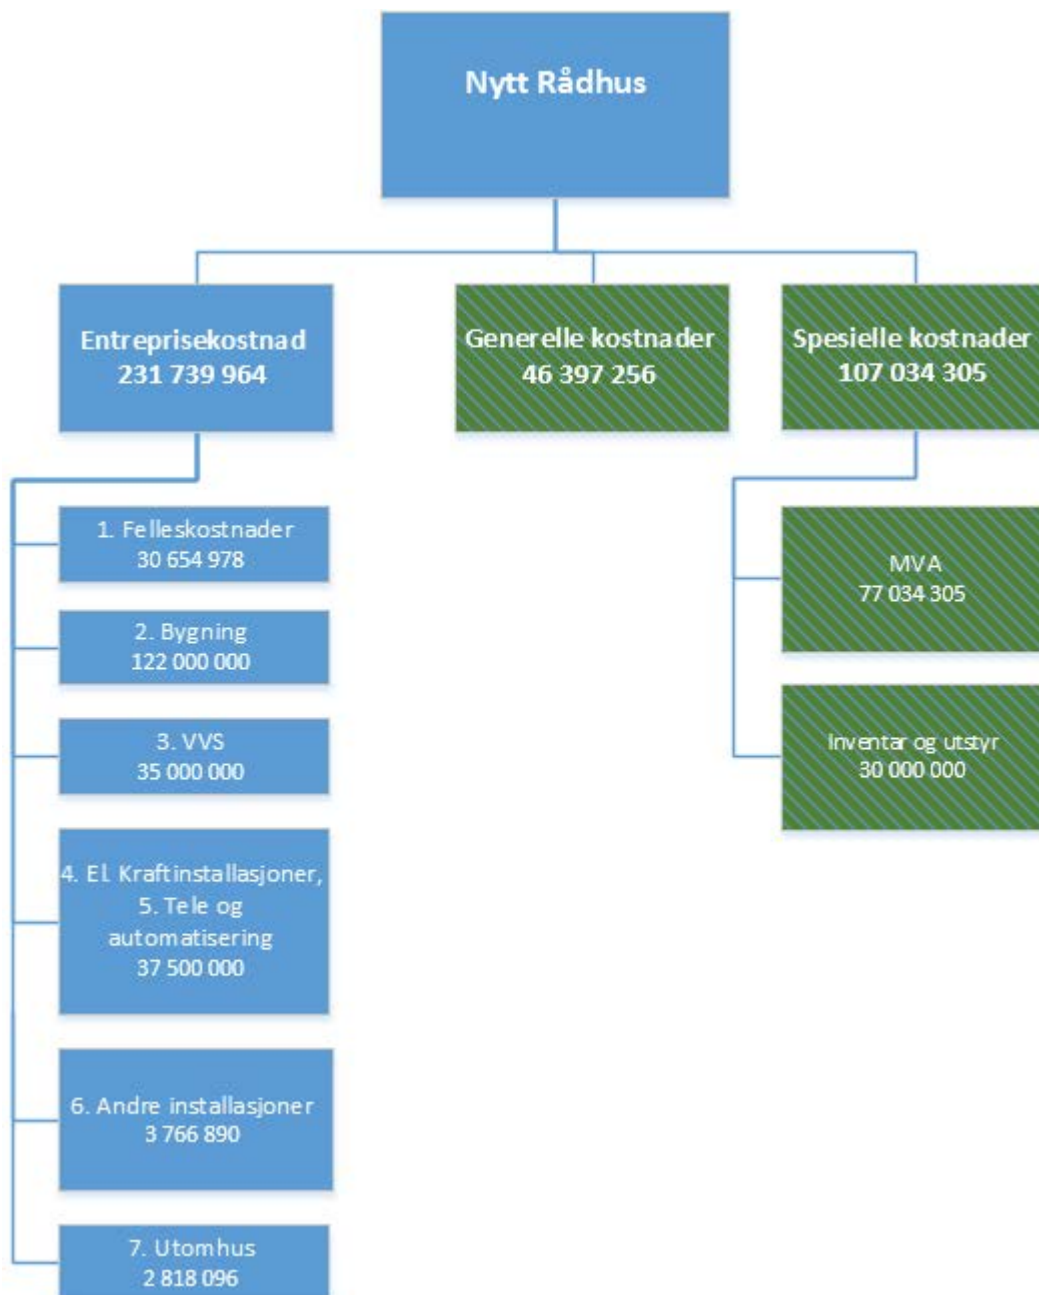 Nytt Rådhus
Entreprisekostnad
231 739 964
Generelle kostnader
46 397 256
Spesielle kostnader
107 034 305
1. Felleskostnader
30 654 978
2. Bygning
122 000 000
3. VVS
35 000 000
4. El. Kraftinstallasjoner,
5. Tele og
automatisering
37 500 000
6. Andre installasjoner
3 766 890
7. Utomhus
2 818 096
MVA
77 034 305
Inventar og utstyr
30 000 000